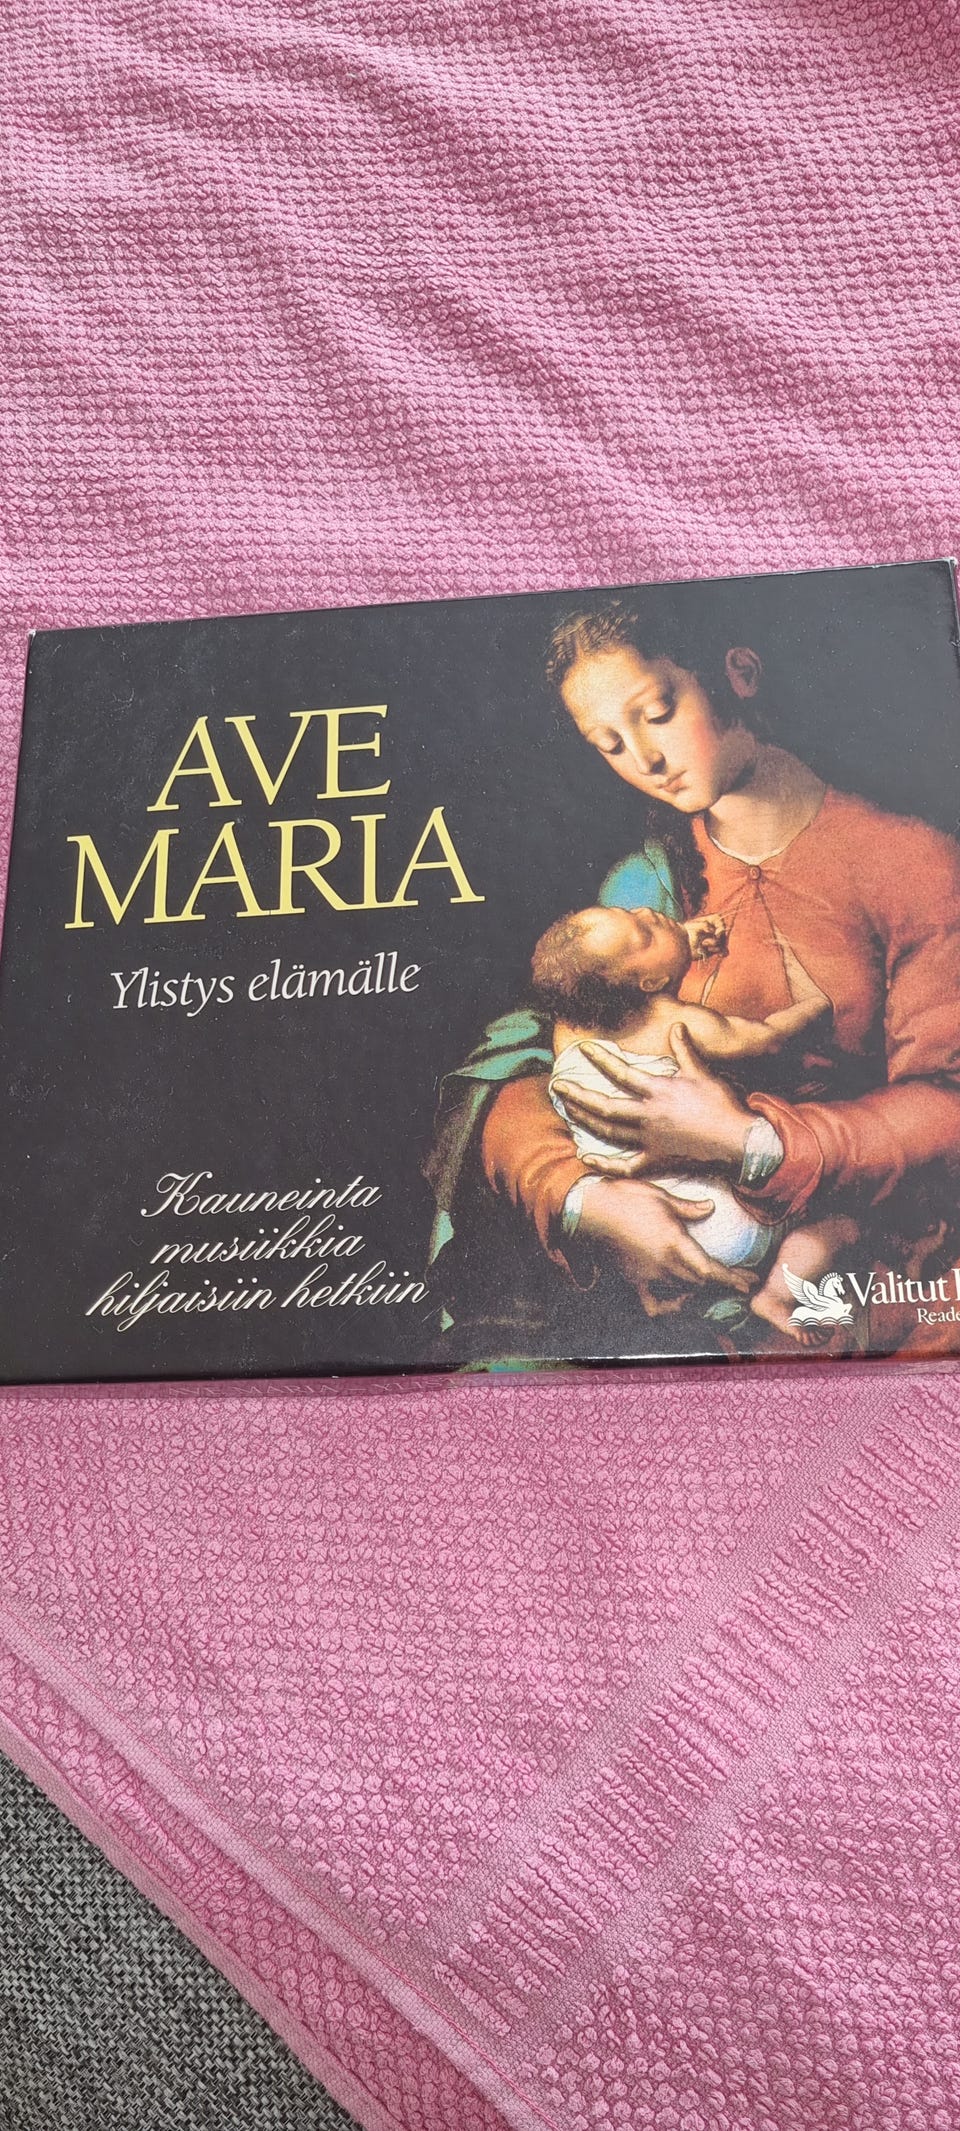 AVE
MARIA
Ylistys elämälle
Kauneinta
musiikkia
hiljaisiin hetkiin
Valitut